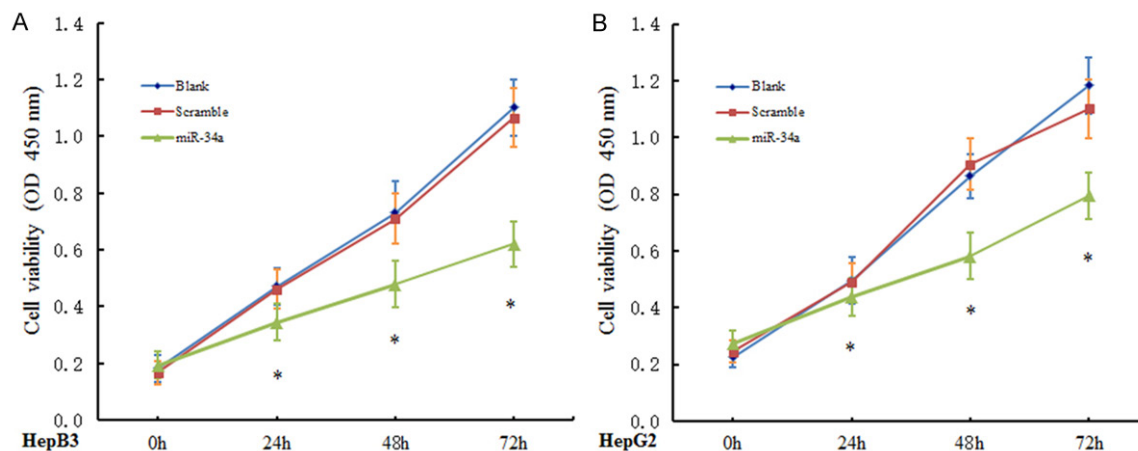 A
Cell viability (OD 450 nm)
1.4
1.2
1.0
0.8
0.6
0.4
0.2
0.0
Blank
Scramble
miR-34a
*
*
*
HepB3
0h
24h
48h
72h
B
Cell viability (OD 450 nm)
1.4
1.2
1.0
0.8
0.6
0.4
0.2
0.0
Blank
Scramble
miR-34a
*
*
*
HepG2
0h
24h
48h
72h